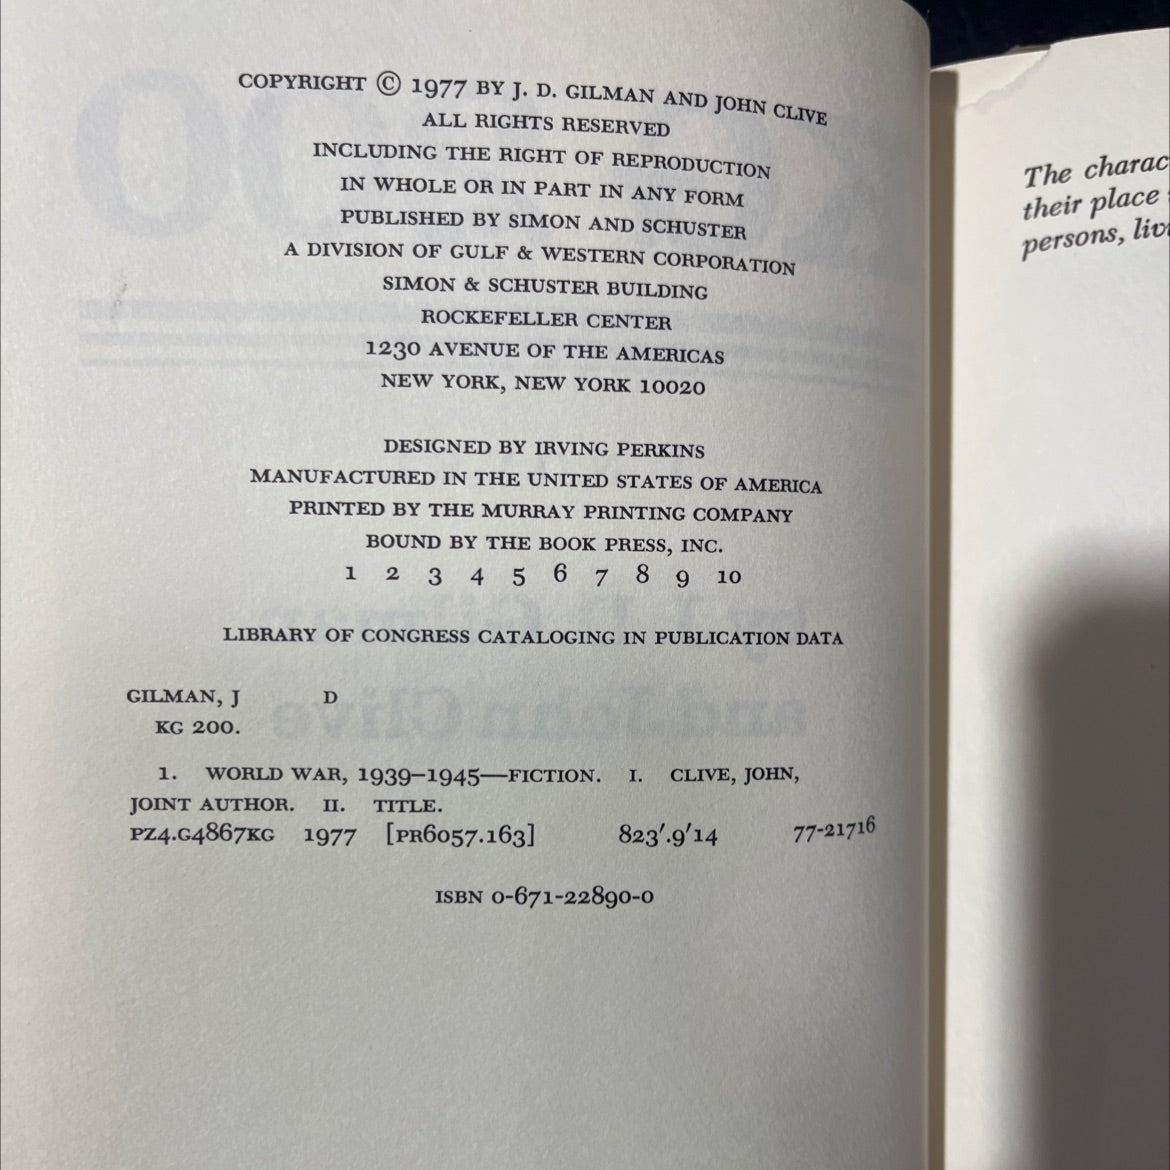 COPYRIGHT © 1977 BY J. D. GILMAN AND JOHN CLIVE
ALL RIGHTS RESERVED
INCLUDING THE RIGHT OF REPRODUCTION
IN WHOLE OR IN PART IN ANY FORM
PUBLISHED BY SIMON AND SCHUSTER
A DIVISION OF GULF & WESTERN CORPORATION
SIMON & SCHUSTER BUILDING
ROCKEFELLER CENTER
1230 AVENUE OF THE AMERICAS
NEW YORK, NEW YORK 10020
DESIGNED BY IRVING PERKINS
MANUFACTURED IN THE UNITED STATES OF AMERICA
PRINTED BY THE MURRAY PRINTING COMPANY
BOUND BY THE BOOK PRESS, INC.
1 2 3 4 5 6 7 8 9 10
LIBRARY OF CONGRESS CATALOGING IN PUBLICATION DATA
GILMAN, J D
KG 200.
1. WORLD WAR, 1939–1945—FICTION. I. CLIVE, JOHN,
JOINT AUTHOR. II. TITLE.
PZ4.G4867KG 1977 [PR6057.163] 823'.9'14 77-21716
ISBN 0-671-22890-0
The charac
their place
persons, liv